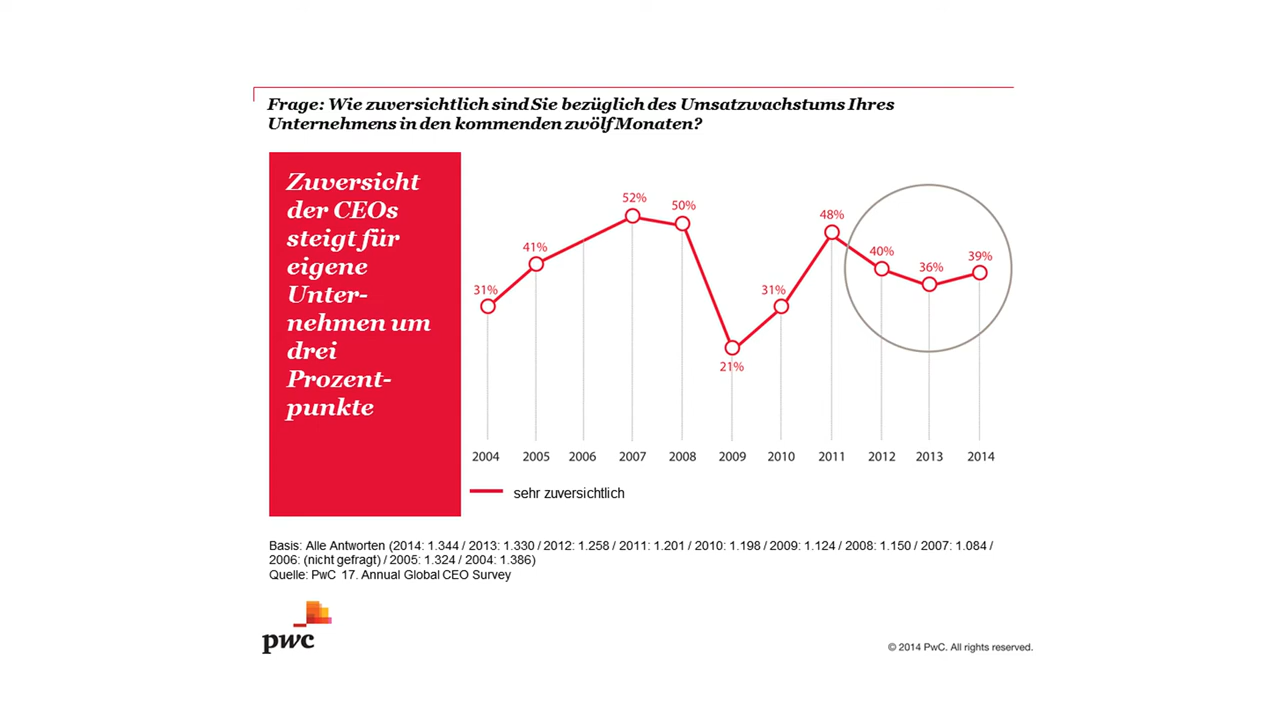 Frage: Wie zuversichtlich sind Sie bezüglich des Umsatzwachstums Ihres
Unternehmens in den kommenden zwölf Monaten?
Zuversicht
der CEOs
steigt für
eigene
Unter-
nehmen um
drei
Prozent-
punkte
31%
41%
52%
50%
21%
31%
48%
40%
36%
39%
2004 2005 2006 2007 2008 2009 2010 2011 2012 2013 2014
sehr zuversichtlich
Basis: Alle Antworten (2014: 1.344 / 2013: 1.330 / 2012: 1.258 / 2011: 1.201 / 2010: 1.198 / 2009: 1.124 / 2008: 1.150 / 2007: 1.084 /
2006: (nicht gefragt) / 2005: 1.324 / 2004: 1.386)
Quelle: PwC 17. Annual Global CEO Survey
pwc
© 2014 PwC. All rights reserved.